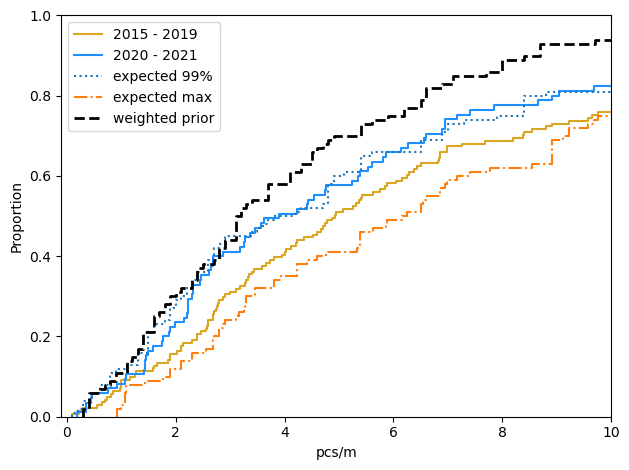 1.0
0.8
0.6
0.4
0.2
0.0
Proportion
2015 - 2019
2020 - 2021
expected 99%
expected max
weighted prior
0 2 4 6 8 10
pcs/m